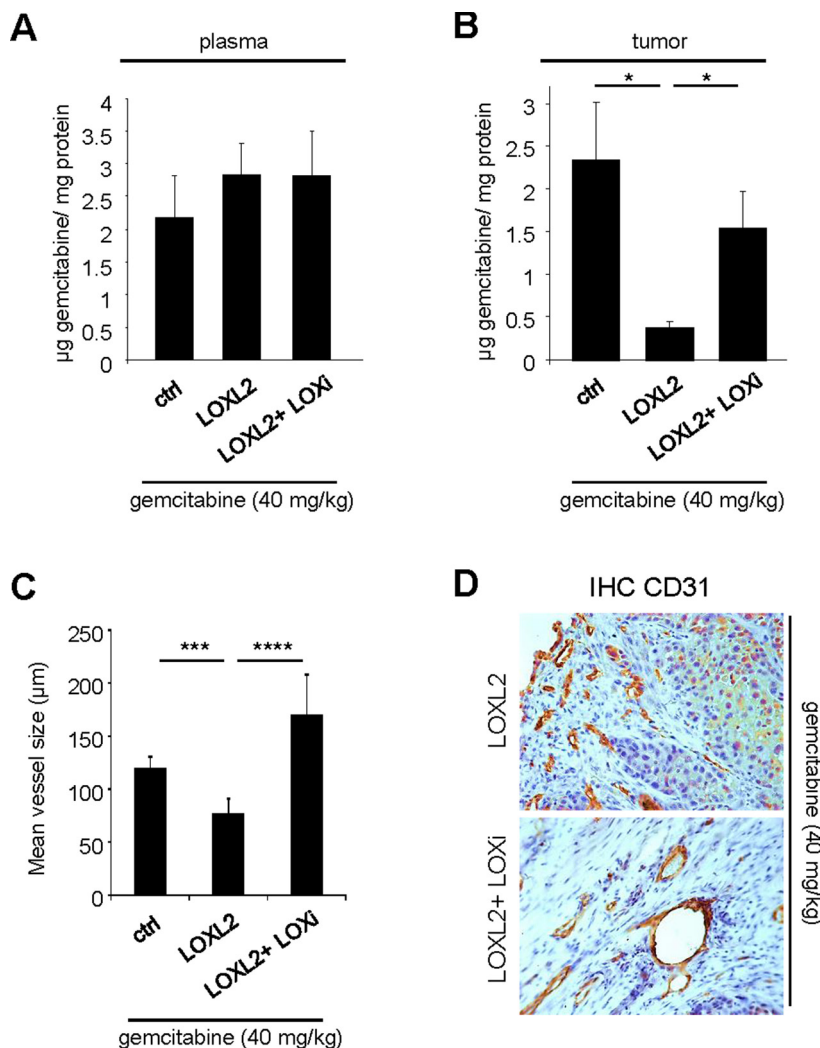 A
plasma
µg gemcitabine/ mg protein
4
3.5
3
2.5
2
1.5
1
0.5
0
ctrl
LOXL2
LOXL2+ LOXi
gemcitabine (40 mg/kg)
B
tumor
*
*
µg gemcitabine/ mg protein
3
2.5
2
1.5
1
0.5
0
ctrl
LOXL2
LOXL2+ LOXi
gemcitabine (40 mg/kg)
C
Mean vessel size (µm)
250
200
150
100
50
0
***
****
ctrl
LOXL2
LOXL2+ LOXi
gemcitabine (40 mg/kg)
D
IHC CD31
LOXL2
LOXL2+ LOXi
gemcitabine (40 mg/kg)